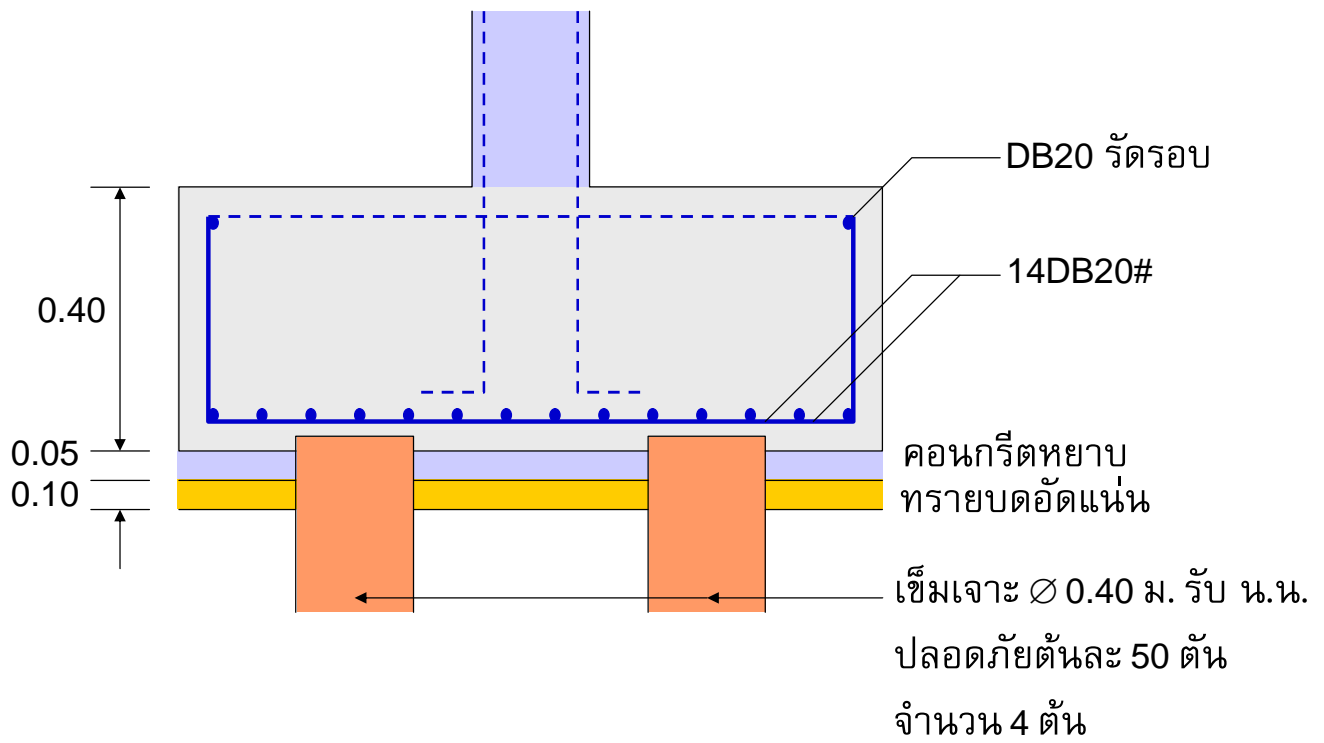 DB20 รัดรอบ
14DB20#
0.40
0.05
คอนกรีตหยาบ
0.10
ทรายบดอัดแน่น
เข็มเจาะ ∅ 0.40 ม. รับ น.น.
ปลอดภัยต้นละ 50 ตัน
จำนวน 4 ต้น